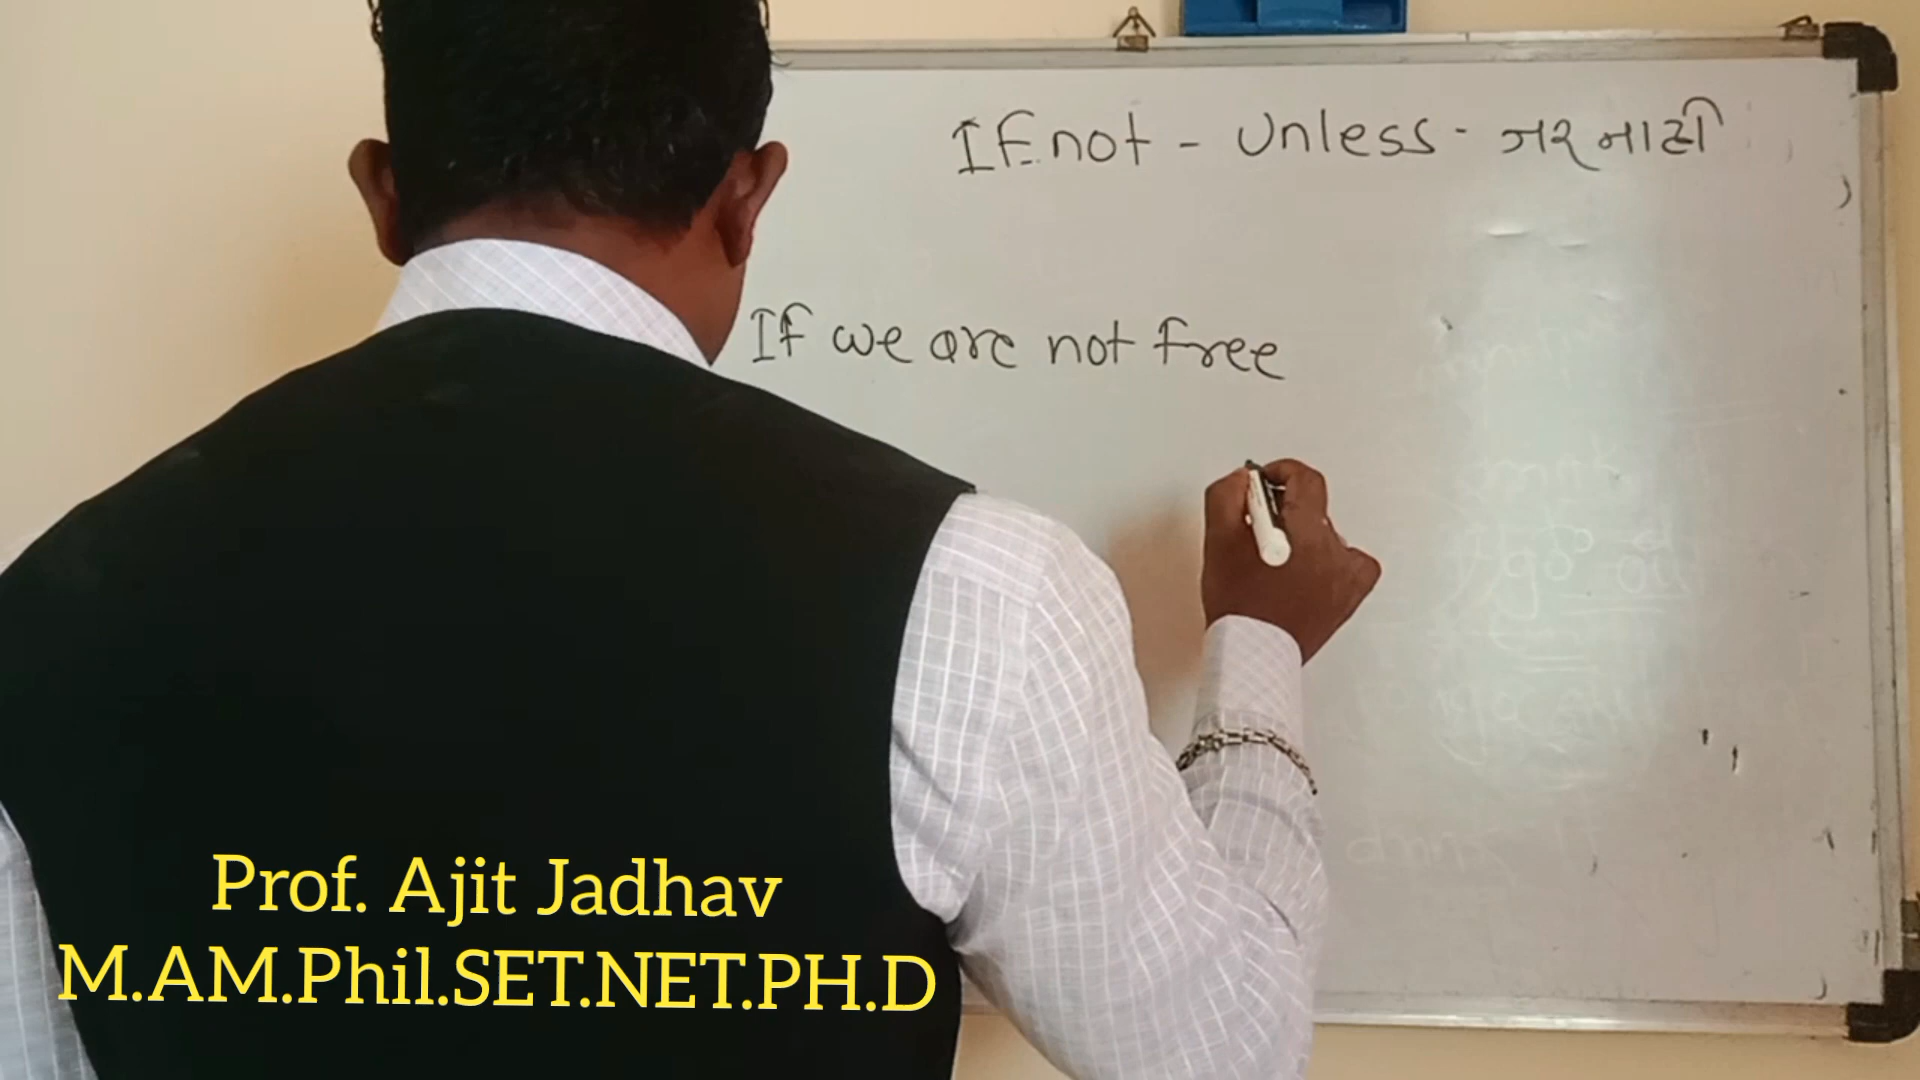 If not - Unless - जर नाही
If we are not free
Prof. Ajit Jadhav
M.AM.Phil.SET.NET.PH.D